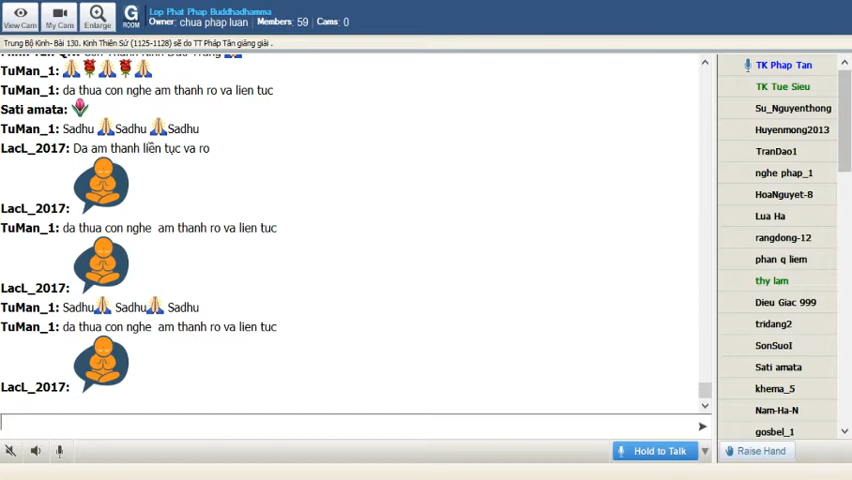 View Cam
My Cam
Enlarge
G
ROOM
Lop Phat Phap Buddhadhamma
Owner: chua phap luan Members: 59 Cams: 0
Trung Bộ Kinh- Bài 130. Kinh Thiên Sứ (1125-1128) sẽ do TT Pháp Tân giảng giải .
TuMan_1:
TuMan_1: da thua con nghe am thanh ro va lien tuc
Sati amata:
TuMan_1: Sadhu Sadhu Sadhu
LacL_2017: Da am thanh liền tục va ro
LacL_2017:
TuMan_1: da thua con nghe am thanh ro va lien tuc
LacL_2017:
TuMan_1: Sadhu Sadhu Sadhu
TuMan_1: da thua con nghe am thanh ro va lien tuc
LacL_2017:
Hold to Talk
TK Phap Tan
TK Tue Sieu
Su_Nguyenthong
Huyenmong2013
TranDao1
nghe phap_1
HoaNguyet-8
Lua Ha
rangdong-12
phan q liem
thy lam
Dieu Giac 999
tridang2
SonSuoI
Sati amata
khema_5
Nam-Ha-N
gosbel_1
Raise Hand